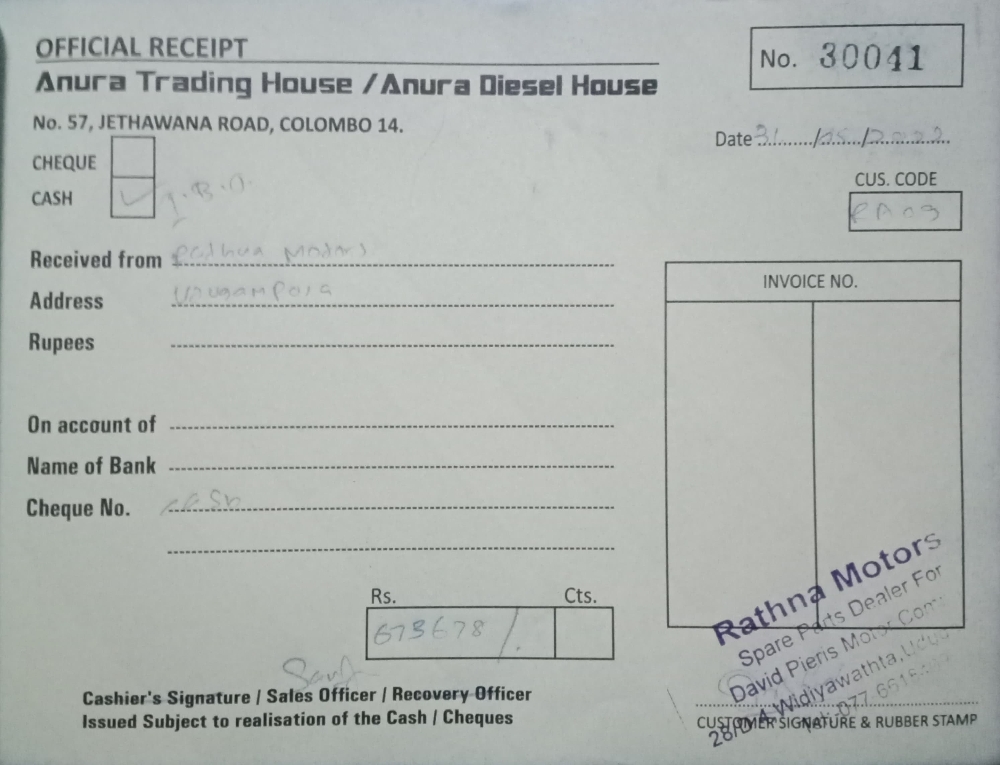 OFFICIAL RECEIPT
No. 30041
Anura Trading House / Anura Diesel House
No. 57, JETHAWANA ROAD, COLOMBO 14.
Date 31/05/2022
CHEQUE
CUS. CODE
CASH ✓ I.B.O.
RA03
Received from Rathna Motors
INVOICE NO.
Address
Rupees
On account of
Name of Bank
Cheque No. cash
Rs. Cts.
673678/.
Rathna Motors
Spare Parts Dealer For
David Pieris Motor Com
28/D A Widiyawathta,
077-
Cashier's Signature / Sales Officer / Recovery Officer
Issued Subject to realisation of the Cash / Cheques
CUSTOMER SIGNATURE & RUBBER STAMP